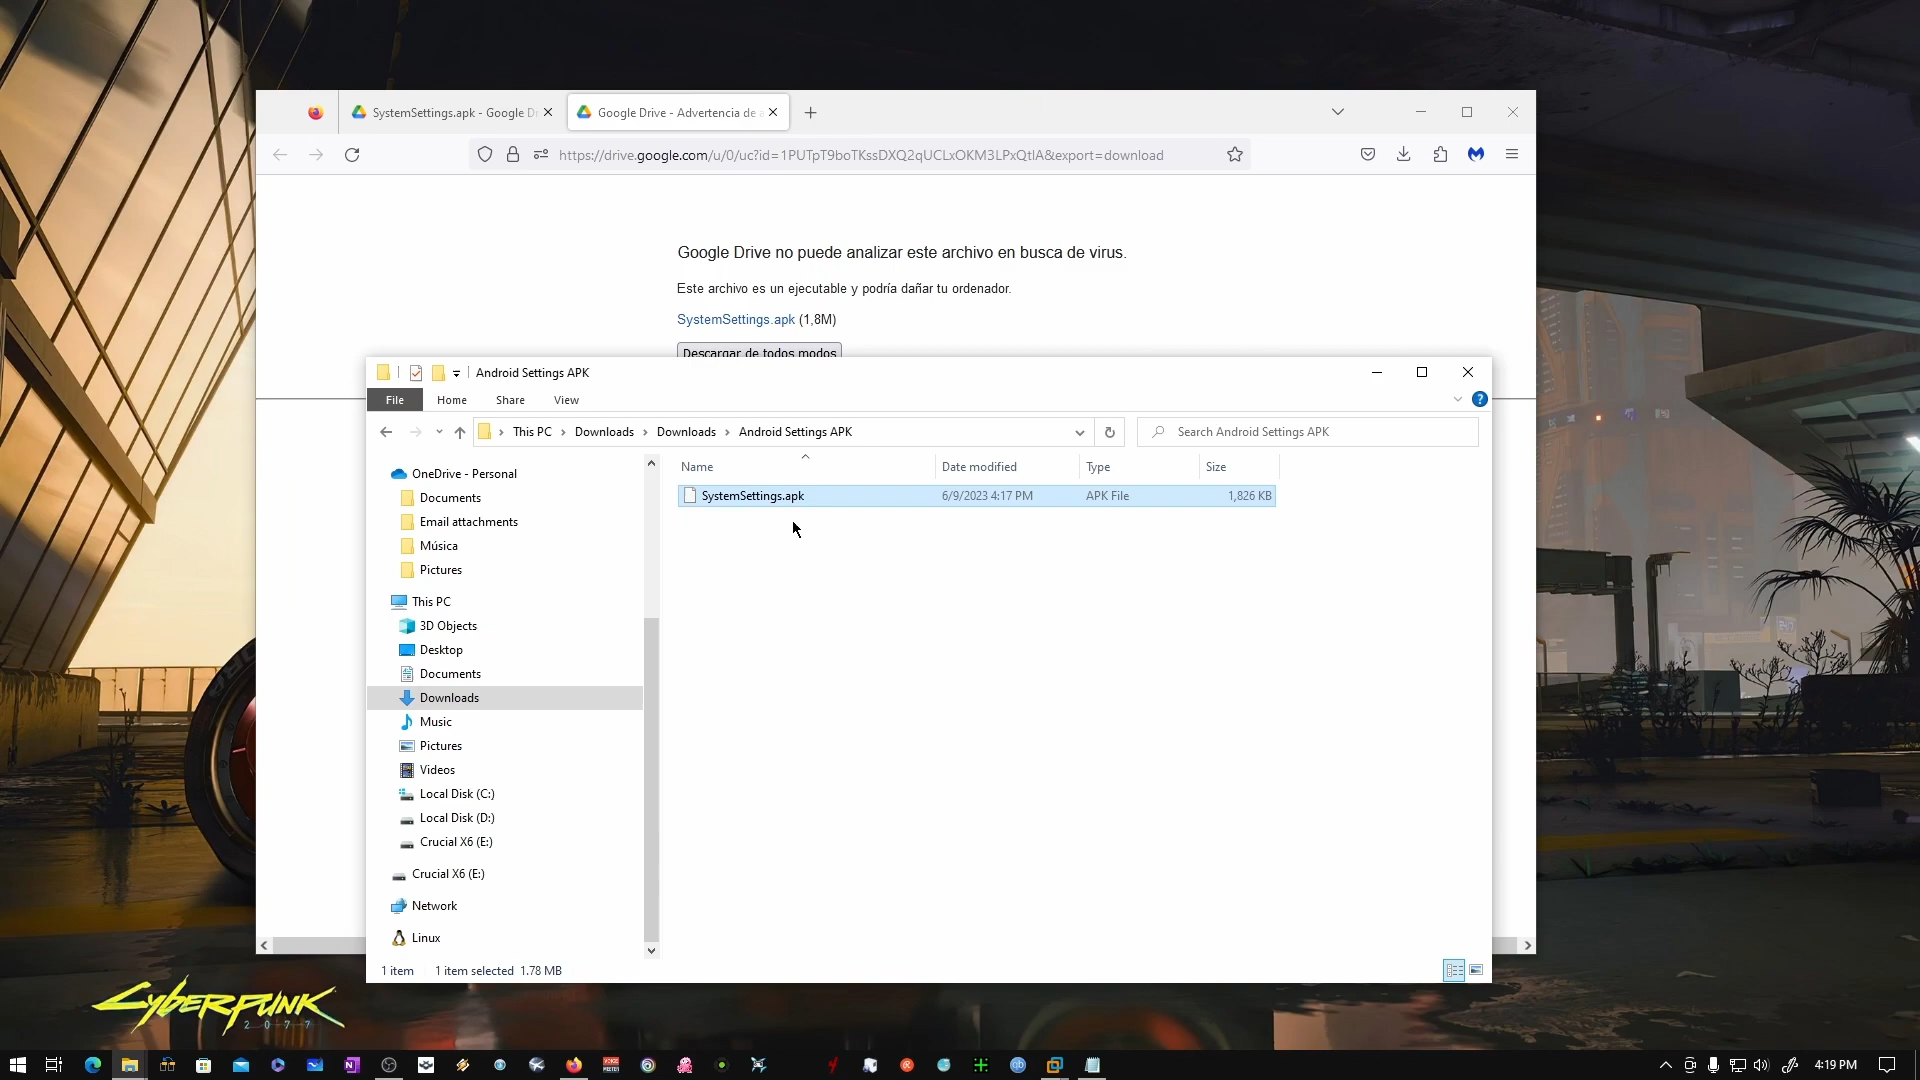 SystemSettings.apk - Google Dr
Google Drive - Advertencia de a
https://drive.google.com/u/0/uc?id=1PUTpT9boTKssDXQ2qUCLxOKM3LPxQtlA&export=download
Google Drive no puede analizar este archivo en busca de virus.
Este archivo es un ejecutable y podría dañar tu ordenador.
SystemSettings.apk (1,8M)
Descargar de todos modos
Android Settings APK
File Home Share View
This PC Downloads Downloads Android Settings APK
Search Android Settings APK
Name Date modified Type Size
SystemSettings.apk 6/9/2023 4:17 PM APK File 1,826 KB
OneDrive - Personal
Documents
Email attachments
Música
Pictures
This PC
3D Objects
Desktop
Documents
Downloads
Music
Pictures
Videos
Local Disk (C:)
Local Disk (D:)
Crucial X6 (E:)
Crucial X6 (E:)
Network
Linux
1 item 1 item selected 1.78 MB
CYBERPUNK
2077
4:19 PM